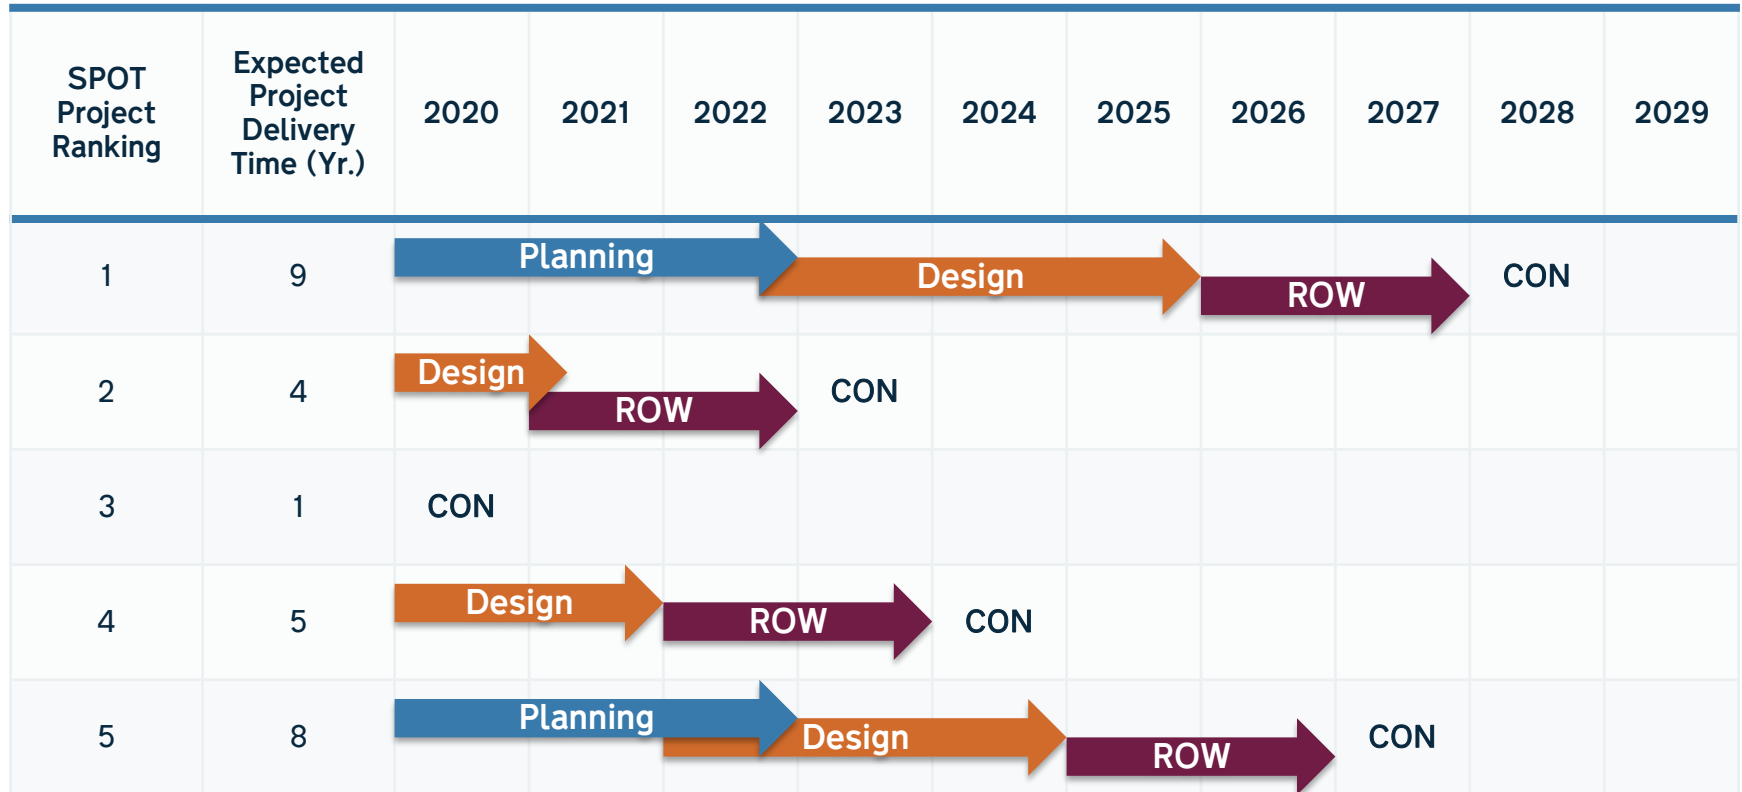 SPOT
Project
Ranking
Expected
Project
Delivery
Time (Yr.)
2020 2021 2022 2023 2024 2025 2026 2027 2028 2029
1 9 Planning Design ROW CON
2 4 Design ROW CON
3 1 CON
4 5 Design ROW CON
5 8 Planning Design ROW CON